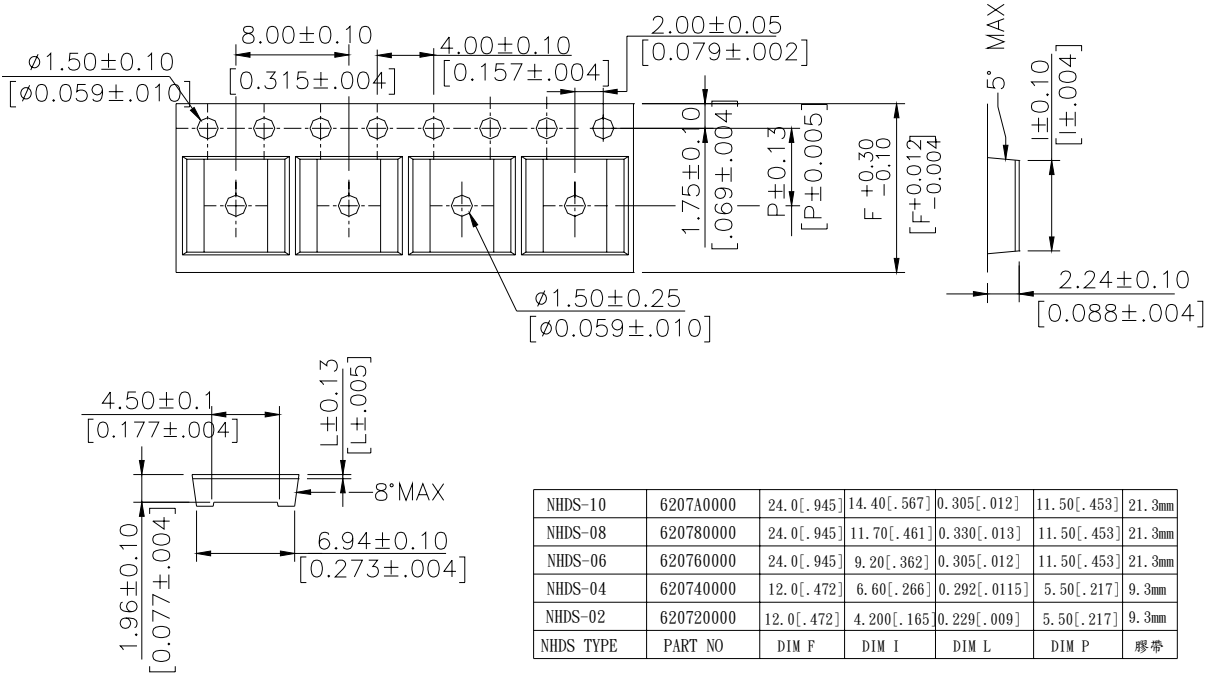 ø1.50±0.10
[ø0.059±.010]
8.00±0.10
[0.315±.004]
4.00±0.10
[0.157±.004]
2.00±0.05
[0.079±.002]
1.75±0.10
[.069±.004]
P±0.13
[P±0.005]
F +0.30 -0.10
[F+0.012 -0.004]
5° MAX
I±0.10
[I±.004]
2.24±0.10
[0.088±.004]
ø1.50±0.25
[ø0.059±.010]
4.50±0.1
[0.177±.004]
L±0.13
[L±.005]
8°MAX
1.96±0.10
[0.077±.004]
6.94±0.10
[0.273±.004]
NHDS-10 6207A0000 24.0[.945] 14.40[.567] 0.305[.012] 11.50[.453] 21.3mm
NHDS-08 620780000 24.0[.945] 11.70[.461] 0.330[.013] 11.50[.453] 21.3mm
NHDS-06 620760000 24.0[.945] 9.20[.362] 0.305[.012] 11.50[.453] 21.3mm
NHDS-04 620740000 12.0[.472] 6.60[.266] 0.292[.0115] 5.50[.217] 9.3mm
NHDS-02 620720000 12.0[.472] 4.200[.165] 0.229[.009] 5.50[.217] 9.3mm
NHDS TYPE PART NO DIM F DIM I DIM L DIM P 膠帶